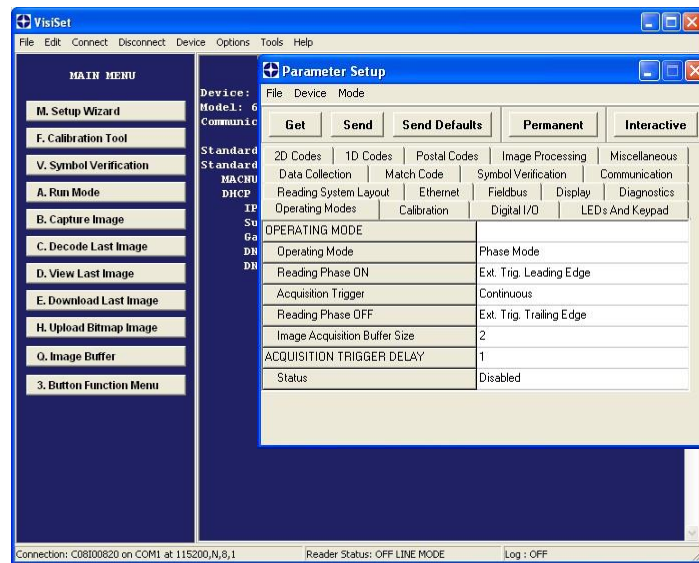 VisiSet
File Edit Connect Disconnect Device Options Tools Help
MAIN MENU
M. Setup Wizard
F. Calibration Tool
V. Symbol Verification
A. Run Mode
B. Capture Image
C. Decode Last Image
D. View Last Image
E. Download Last Image
H. Upload Bitmap Image
Q. Image Buffer
3. Button Function Menu
Device:
Model: 6
Communic
Standard
Standard
MACNU
DHCP
IP
Su
Ga
DN
DN
Parameter Setup
File Device Mode
Get Send Send Defaults Permanent Interactive
2D Codes 1D Codes Postal Codes Image Processing Miscellaneous
Data Collection Match Code Symbol Verification Communication
Reading System Layout Ethernet Fieldbus Display Diagnostics
Operating Modes Calibration Digital I/O LEDs And Keypad
OPERATING MODE
Operating Mode Phase Mode
Reading Phase ON Ext. Trig. Leading Edge
Acquisition Trigger Continuous
Reading Phase OFF Ext. Trig. Trailing Edge
Image Acquisition Buffer Size 2
ACQUISITION TRIGGER DELAY 1
Status Disabled
Connection: C08I00820 on COM1 at 115200,N,8,1 Reader Status: OFF LINE MODE Log : OFF